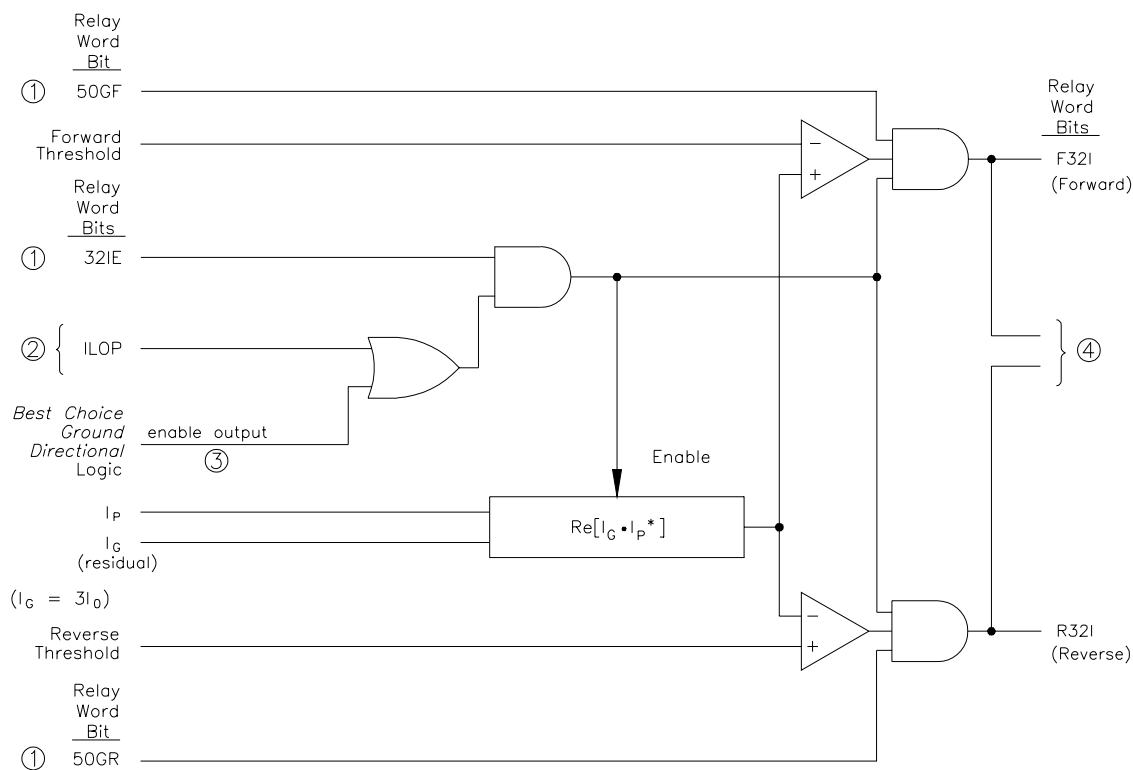 Relay
Word
Bit
① 50GF
Forward
Threshold
Relay
Word
Bits
① 32IE
② { ILOP
Best Choice
Ground
Directional
Logic
enable output
③
Enable
I_P
I_G
(residual)
(I_G = 3I_0)
Re[I_G • I_P*]
Reverse
Threshold
Relay
Word
Bit
① 50GR
−
+
−
+
Relay
Word
Bits
F32I
(Forward)
} ④
R32I
(Reverse)